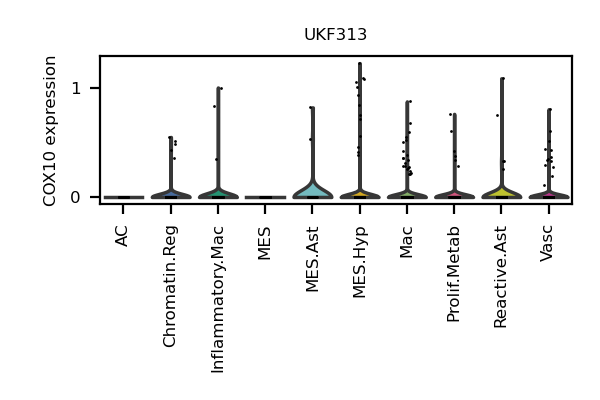 UKF313
COX10 expression
1
0
AC
Chromatin.Reg
Inflammatory.Mac
MES
MES.Ast
MES.Hyp
Mac
Prolif.Metab
Reactive.Ast
Vasc